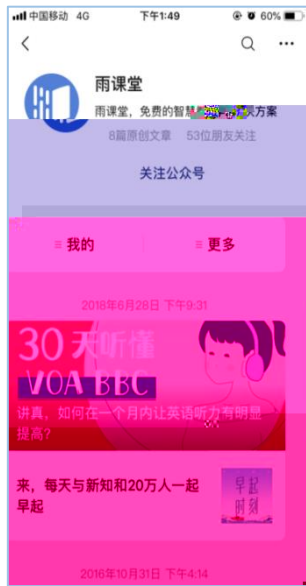 中国移动 4G 下午1:49 60%
雨课堂
雨课堂，免费的智慧方案
8篇原创文章 53位朋友关注
关注公众号
≡ 我的 ≡ 更多
2018年6月28日 下午9:31
30天听懂
VOA BBC
讲真，如何在一个月内让英语听力有明显
提高？
来，每天与新知和20万人一起
早起
早起
时刻
2016年10月31日 下午4:14